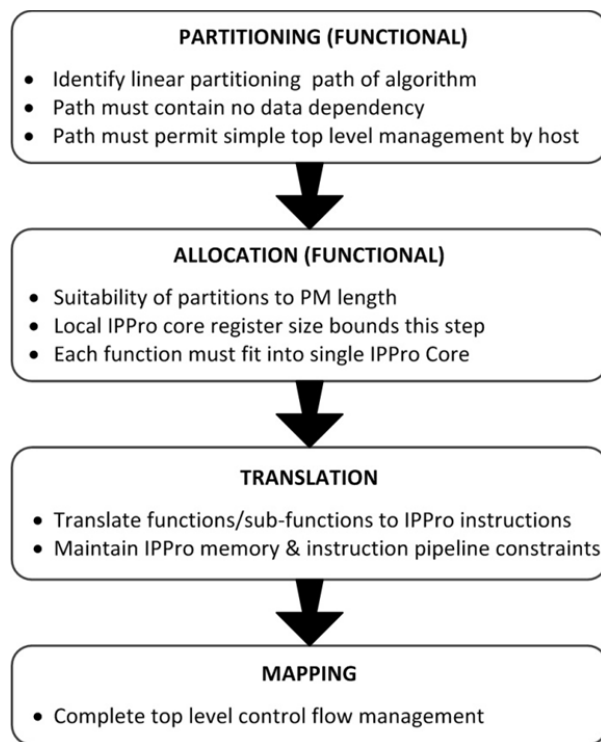 PARTITIONING (FUNCTIONAL)
• Identify linear partitioning path of algorithm
• Path must contain no data dependency
• Path must permit simple top level management by host
ALLOCATION (FUNCTIONAL)
• Suitability of partitions to PM length
• Local IPPro core register size bounds this step
• Each function must fit into single IPPro Core
TRANSLATION
• Translate functions/sub-functions to IPPro instructions
• Maintain IPPro memory & instruction pipeline constraints
MAPPING
• Complete top level control flow management